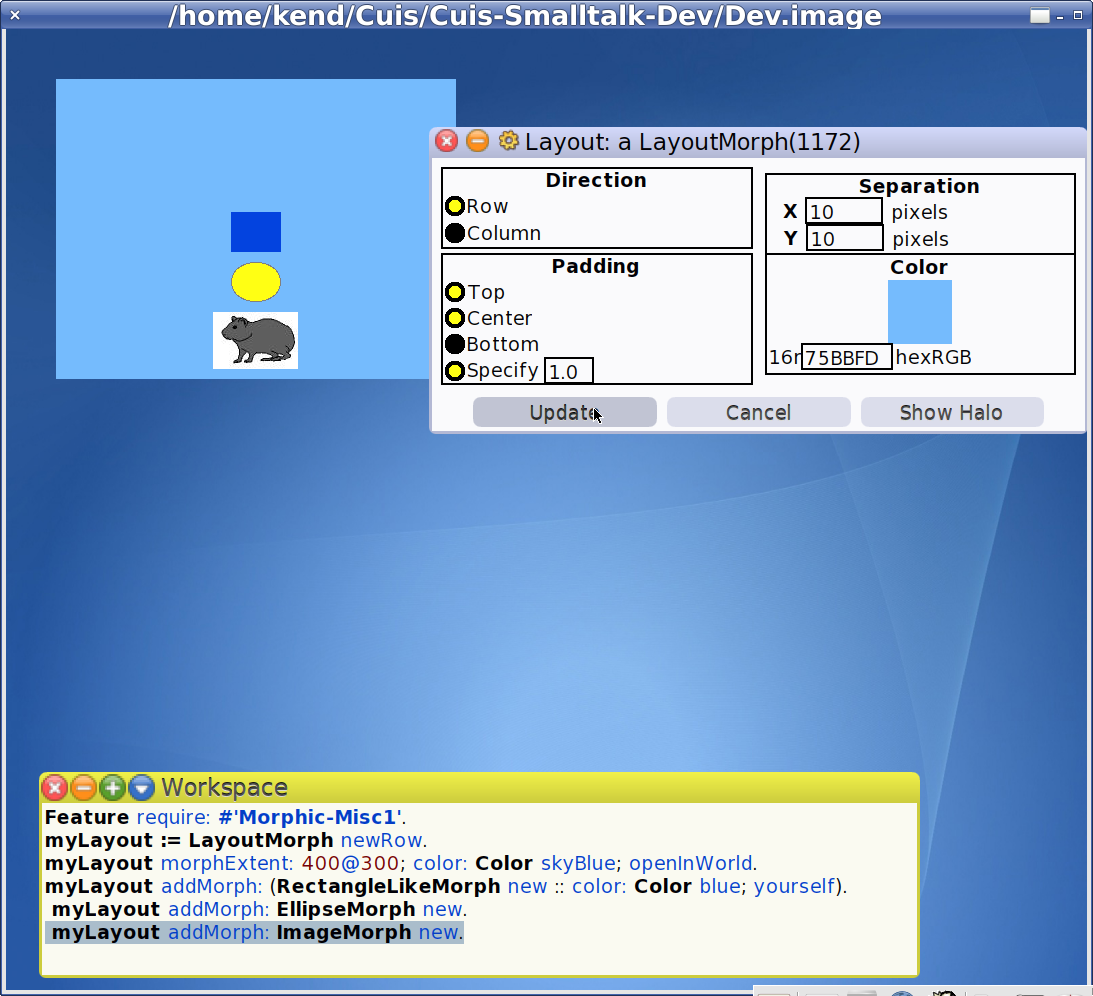 /home/kend/Cuis/Cuis-Smalltalk-Dev/Dev.image
Layout: a LayoutMorph(1172)
Direction
Row
Column
Padding
Top
Center
Bottom
Specify 1.0
Separation
X 10 pixels
Y 10 pixels
Color
16r 75BBFD hexRGB
Update Cancel Show Halo
Workspace
Feature require: #'Morphic-Misc1'.
myLayout := LayoutMorph newRow.
myLayout morphExtent: 400@300; color: Color skyBlue; openInWorld.
myLayout addMorph: (RectangleLikeMorph new :: color: Color blue; yourself).
myLayout addMorph: EllipseMorph new.
myLayout addMorph: ImageMorph new.